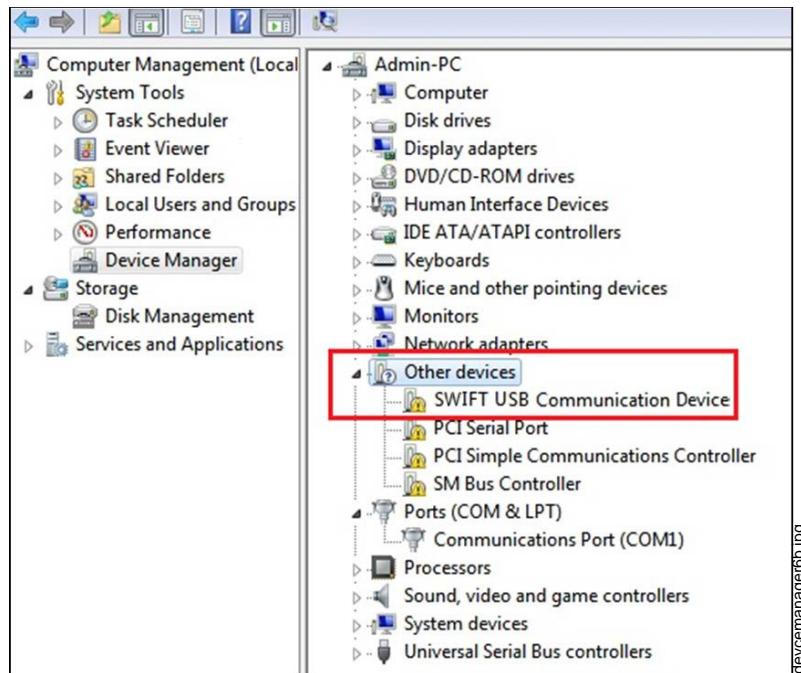 Computer Management (Local
System Tools
Task Scheduler
Event Viewer
Shared Folders
Local Users and Groups
Performance
Device Manager
Storage
Disk Management
Services and Applications
Admin-PC
Computer
Disk drives
Display adapters
DVD/CD-ROM drives
Human Interface Devices
IDE ATA/ATAPI controllers
Keyboards
Mice and other pointing devices
Monitors
Network adapters
Other devices
SWIFT USB Communication Device
PCI Serial Port
PCI Simple Communications Controller
SM Bus Controller
Ports (COM & LPT)
Communications Port (COM1)
Processors
Sound, video and game controllers
System devices
Universal Serial Bus controllers
devcemanager6b.jpg